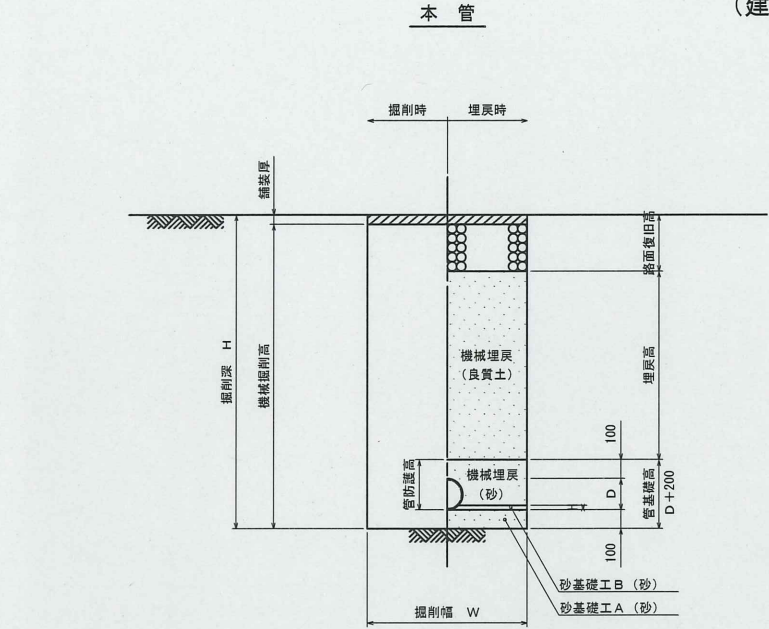 本 管
(建
掘削時
埋戻時
舗装厚
路面復旧高
掘削深 H
機械掘削高
機械埋戻
(良質土)
埋戻高
100
管防護高
機械埋戻
(砂)
D
管基礎高
D+200
100
砂基礎工B (砂)
砂基礎工A (砂)
掘削幅 W